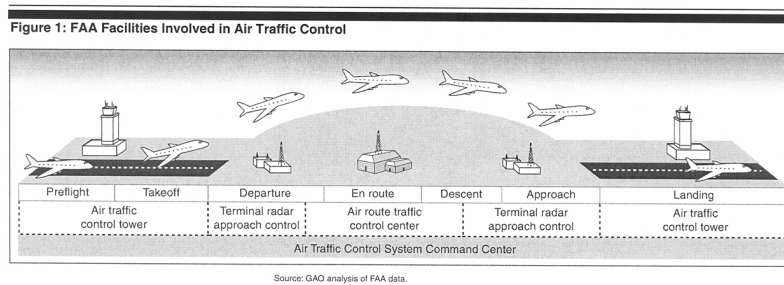 Figure 1: FAA Facilities Involved in Air Traffic Control
Preflight
Takeoff
Departure
En route
Descent
Approach
Landing
Air traffic
control tower
Terminal radar
approach control
Air route traffic
control center
Terminal radar
approach control
Air traffic
control tower
Air Traffic Control System Command Center
Source: GAO analysis of FAA data.